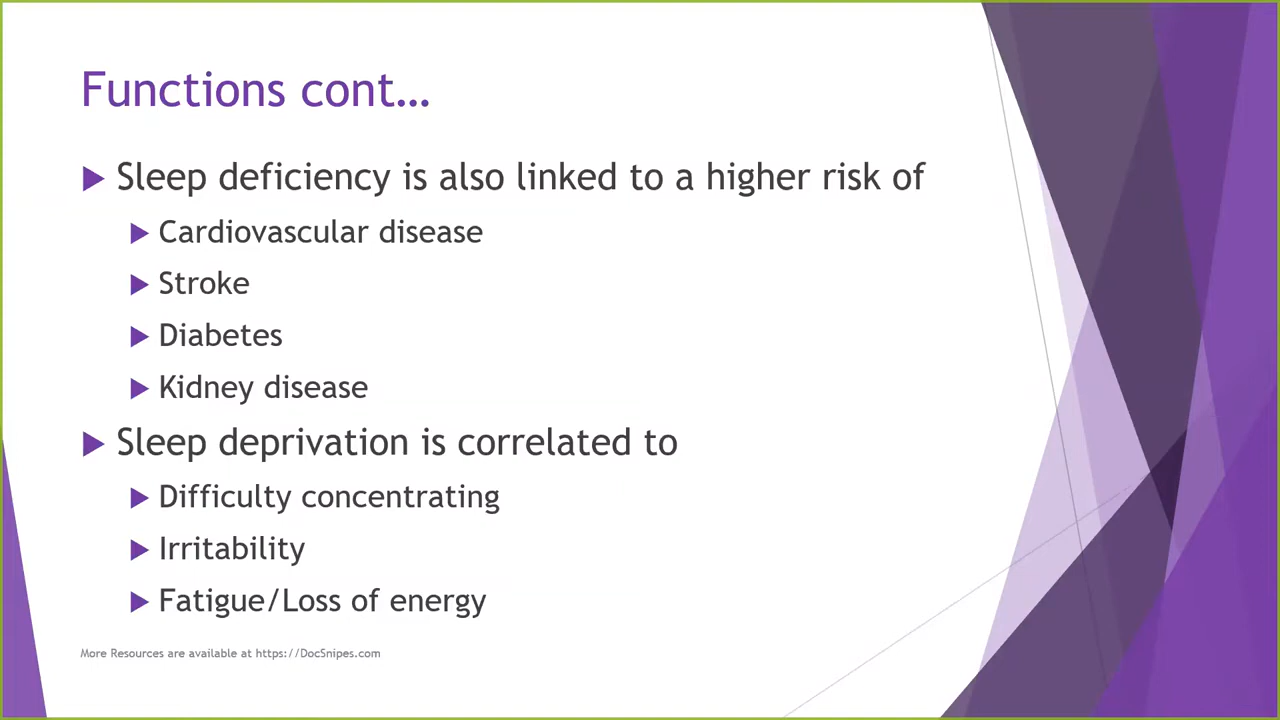 Functions cont…
Sleep deficiency is also linked to a higher risk of
Cardiovascular disease
Stroke
Diabetes
Kidney disease
Sleep deprivation is correlated to
Difficulty concentrating
Irritability
Fatigue/Loss of energy
More Resources are available at https://DocSnipes.com